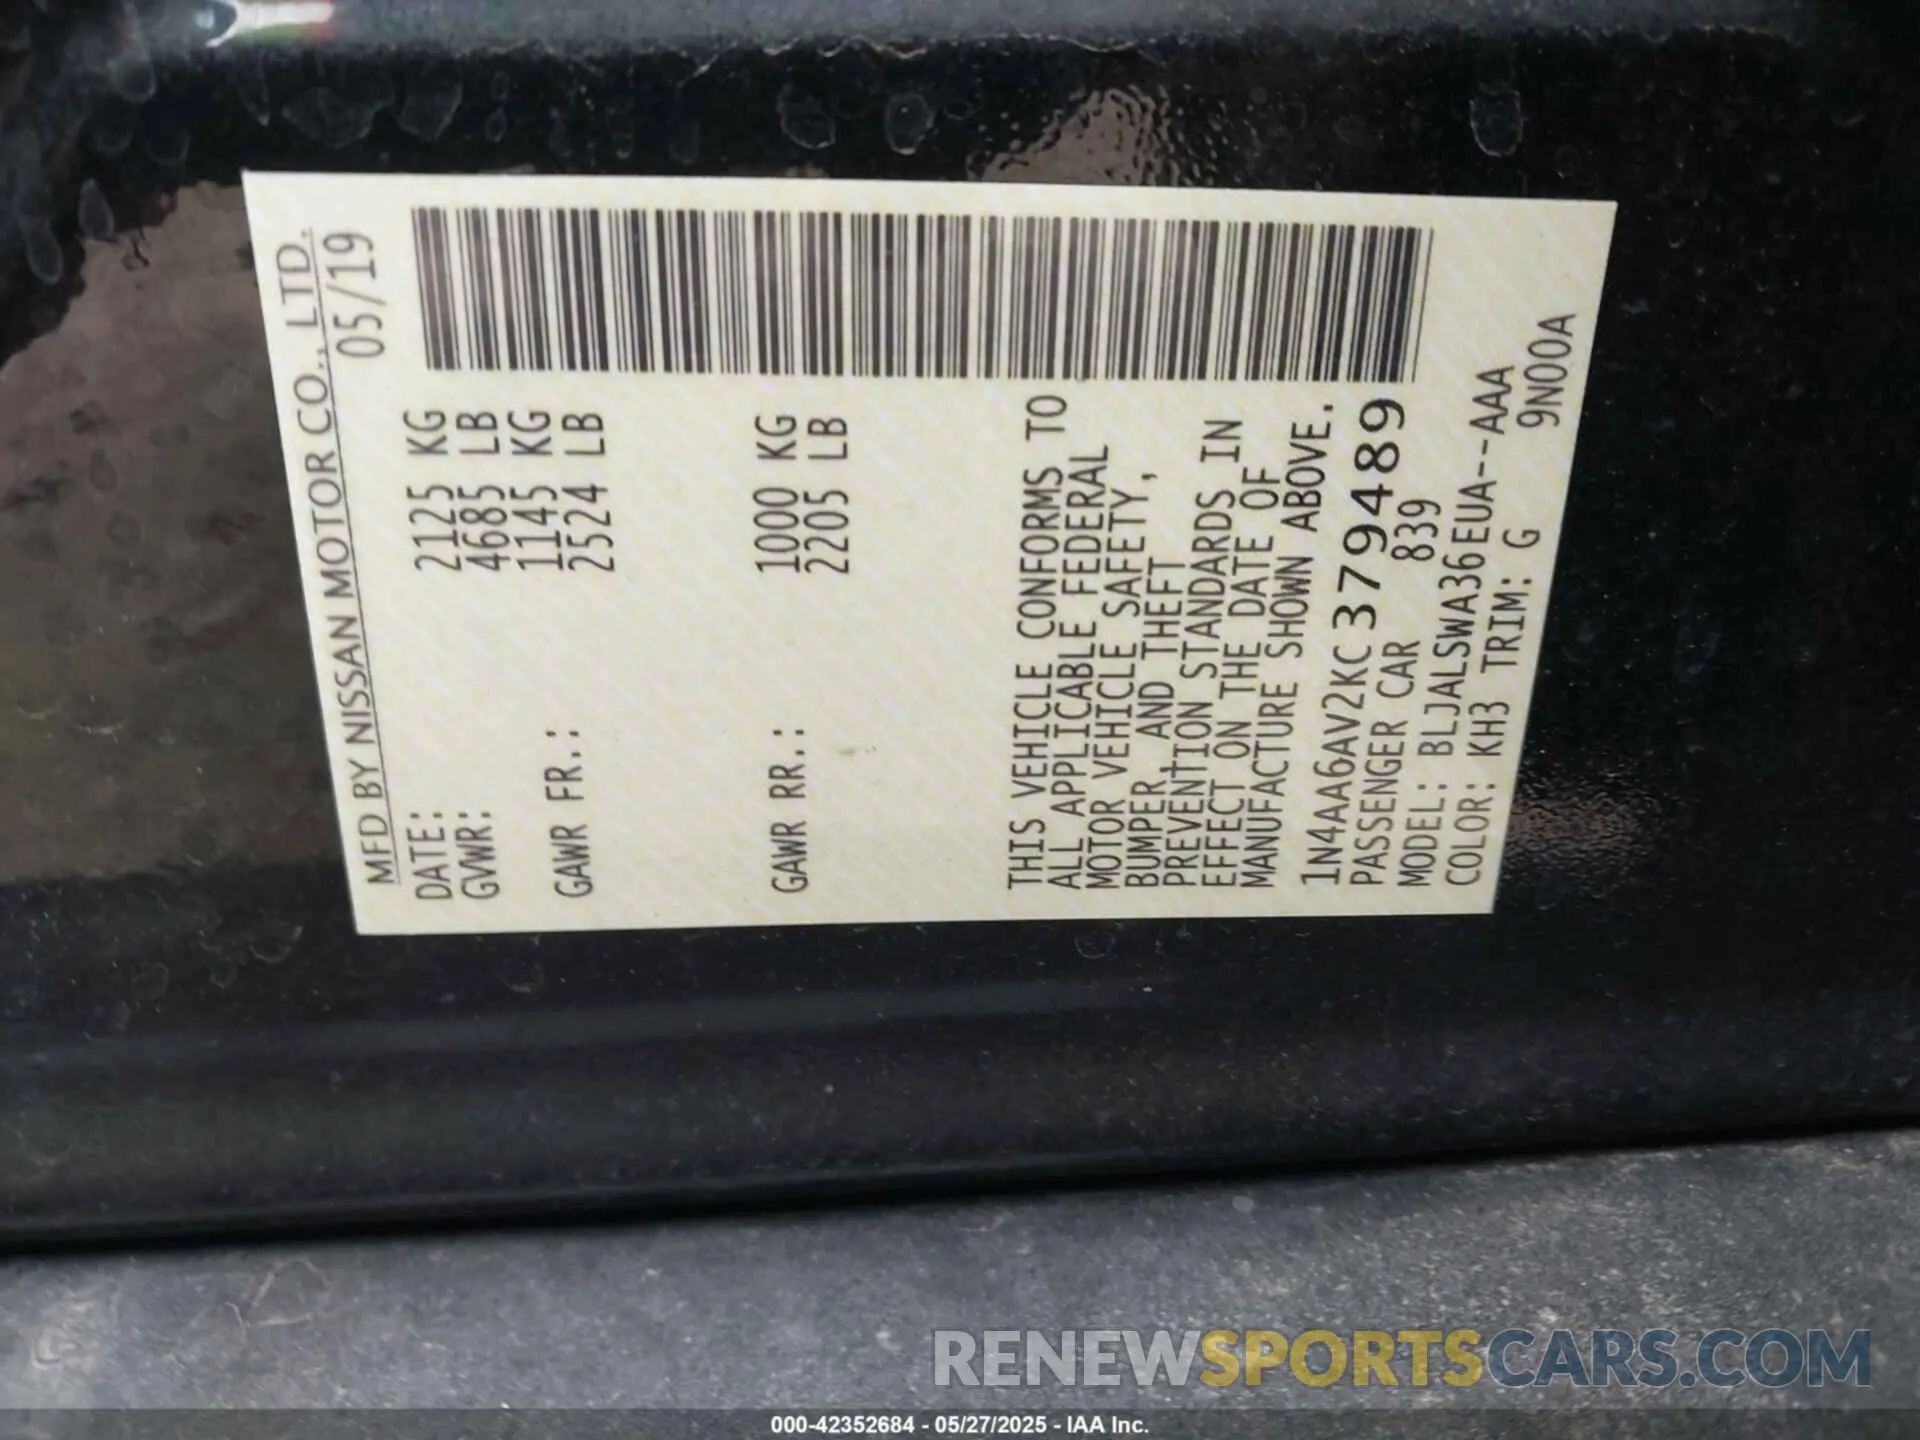 MFD BY NISSAN MOTOR CO., LTD.
DATE: 05/19
GVWR: 2125 KG
4685 LB
GAWR FR.: 1145 KG
2524 LB
GAWR RR.: 1000 KG
2205 LB
THIS VEHICLE CONFORMS TO
ALL APPLICABLE FEDERAL
MOTOR VEHICLE SAFETY,
BUMPER, AND THEFT
PREVENTION STANDARDS IN
EFFECT ON THE DATE OF
MANUFACTURE SHOWN ABOVE.
1N4AA6AV2KC379489
PASSENGER CAR 839
MODEL: BLJALSWA36EUA--AAA
COLOR: KH3 TRIM: G 9N00A
RENEWSPORTSCARS.COM
000-42352684 - 05/27/2025 - IAA Inc.